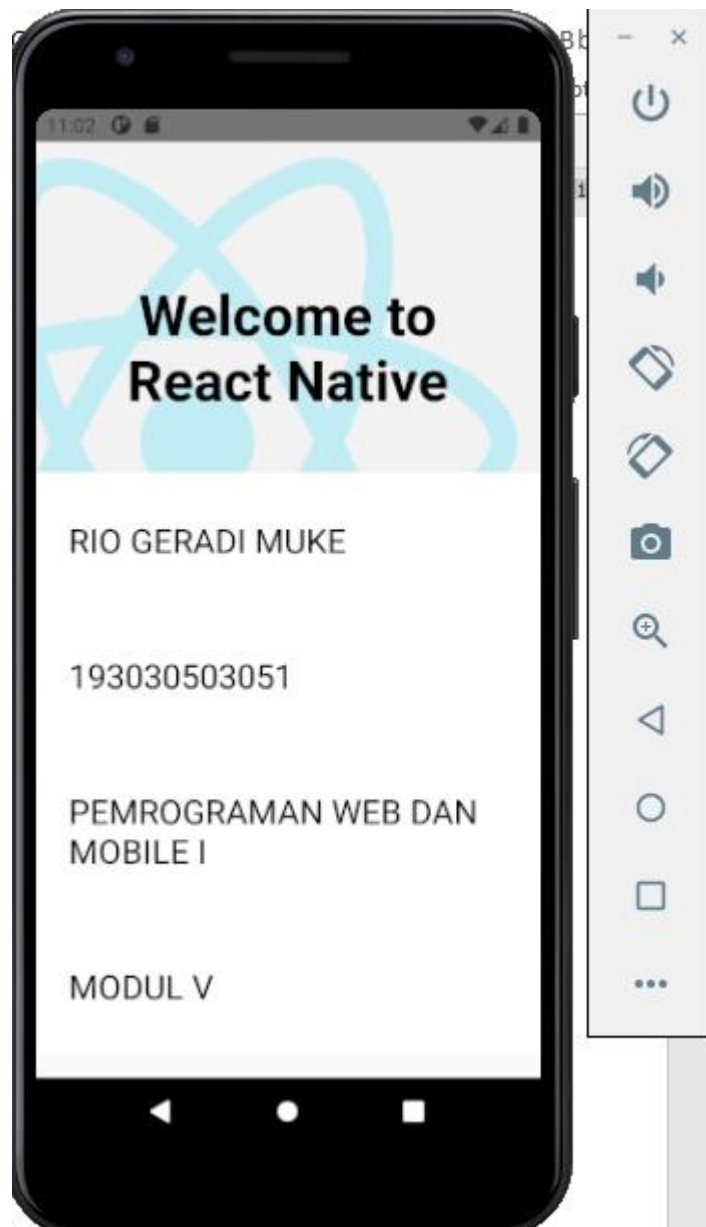 11:02
Welcome to
React Native
RIO GERADI MUKE
193030503051
PEMROGRAMAN WEB DAN
MOBILE I
MODUL V